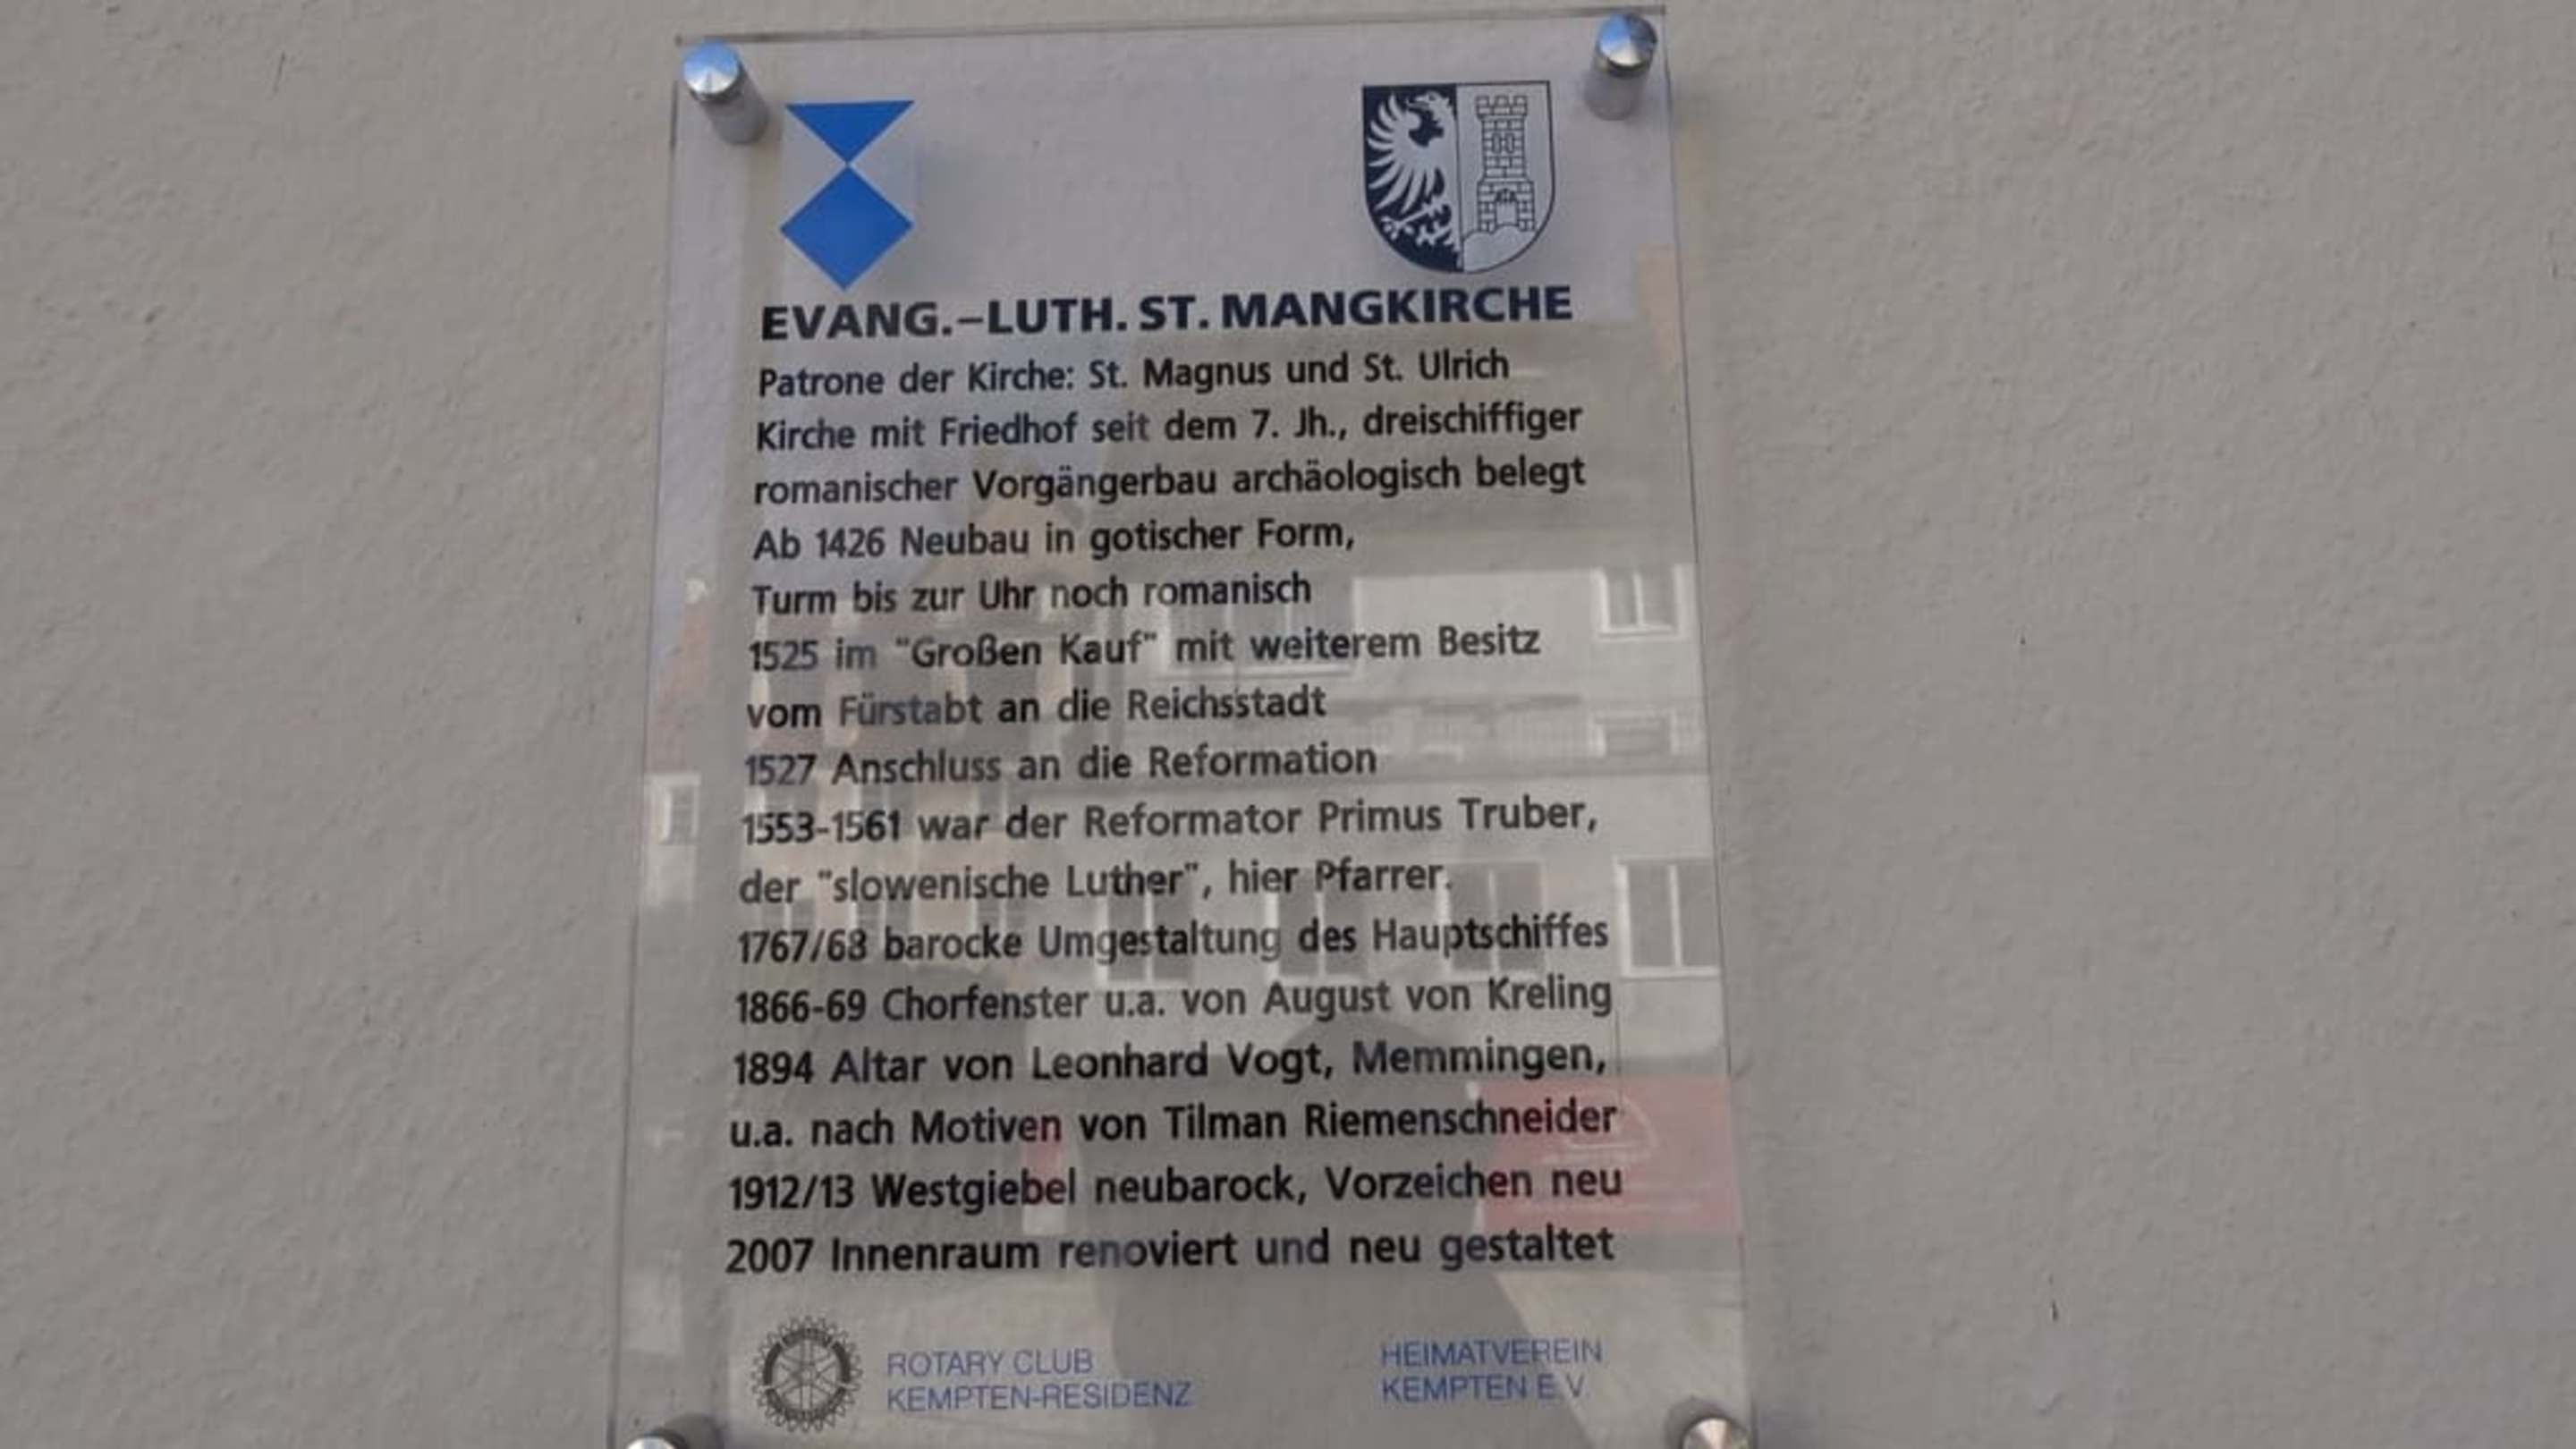 EVANG.–LUTH. ST. MANGKIRCHE
Patrone der Kirche: St. Magnus und St. Ulrich
Kirche mit Friedhof seit dem 7. Jh., dreischiffiger
romanischer Vorgängerbau archäologisch belegt
Ab 1426 Neubau in gotischer Form,
Turm bis zur Uhr noch romanisch
1525 im "Großen Kauf" mit weiterem Besitz
vom Fürstabt an die Reichsstadt
1527 Anschluss an die Reformation
1553-1561 war der Reformator Primus Truber,
der "slowenische Luther", hier Pfarrer.
1767/68 barocke Umgestaltung des Hauptschiffes
1866-69 Chorfenster u.a. von August von Kreling
1894 Altar von Leonhard Vogt, Memmingen,
u.a. nach Motiven von Tilman Riemenschneider
1912/13 Westgiebel neubarock, Vorzeichen neu
2007 Innenraum renoviert und neu gestaltet
ROTARY CLUB
KEMPTEN-RESIDENZ
HEIMATVEREIN
KEMPTEN E.V.